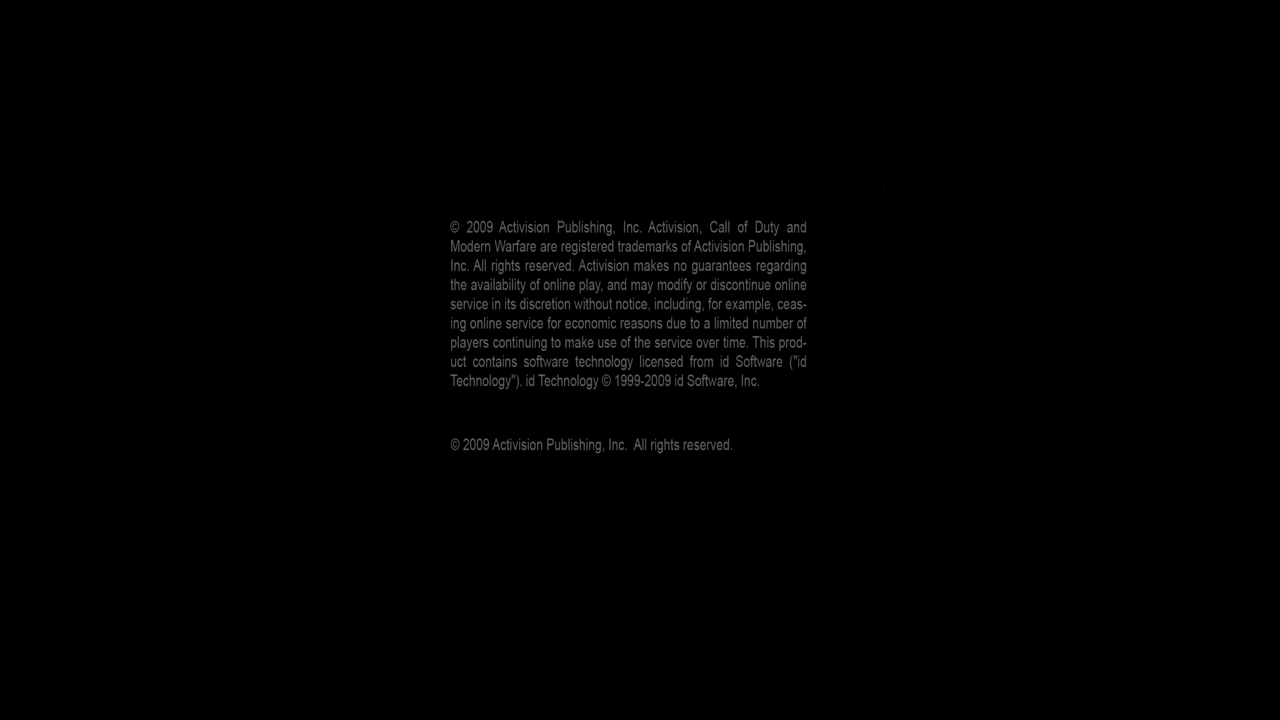 © 2009 Activision Publishing, Inc. Activision, Call of Duty and
Modern Warfare are registered trademarks of Activision Publishing,
Inc. All rights reserved. Activision makes no guarantees regarding
the availability of online play, and may modify or discontinue online
service in its discretion without notice, including, for example, ceas-
ing online service for economic reasons due to a limited number of
players continuing to make use of the service over time. This prod-
uct contains software technology licensed from id Software ("id
Technology"). id Technology © 1999-2009 id Software, Inc.
© 2009 Activision Publishing, Inc.  All rights reserved.